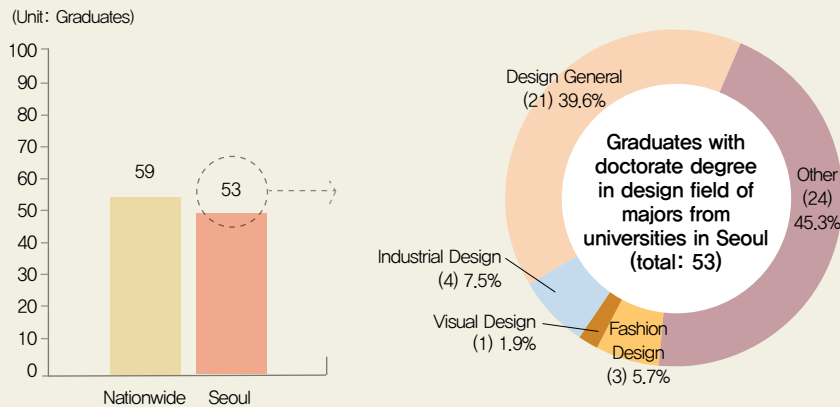 (Unit: Graduates)
100
90
80
70
60
50
40
30
20
10
0
59
53
Nationwide
Seoul
Design General
(21) 39.6%
Other
(24)
45.3%
Graduates with
doctorate degree
in design field of
majors from
universities in Seoul
(total: 53)
Industrial Design
(4) 7.5%
Visual Design
(1) 1.9%
Fashion
Design
(3) 5.7%